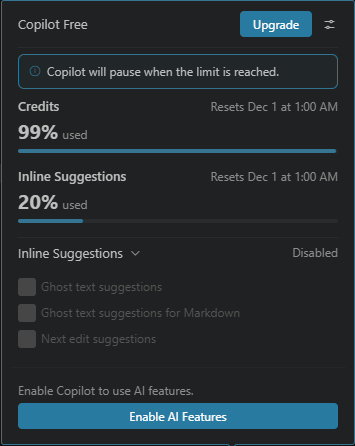 Copilot Free
Upgrade
Copilot will pause when the limit is reached.
Credits
Resets Dec 1 at 1:00 AM
99% used
Inline Suggestions
Resets Dec 1 at 1:00 AM
20% used
Inline Suggestions
Disabled
Ghost text suggestions
Ghost text suggestions for Markdown
Next edit suggestions
Enable Copilot to use AI features.
Enable AI Features